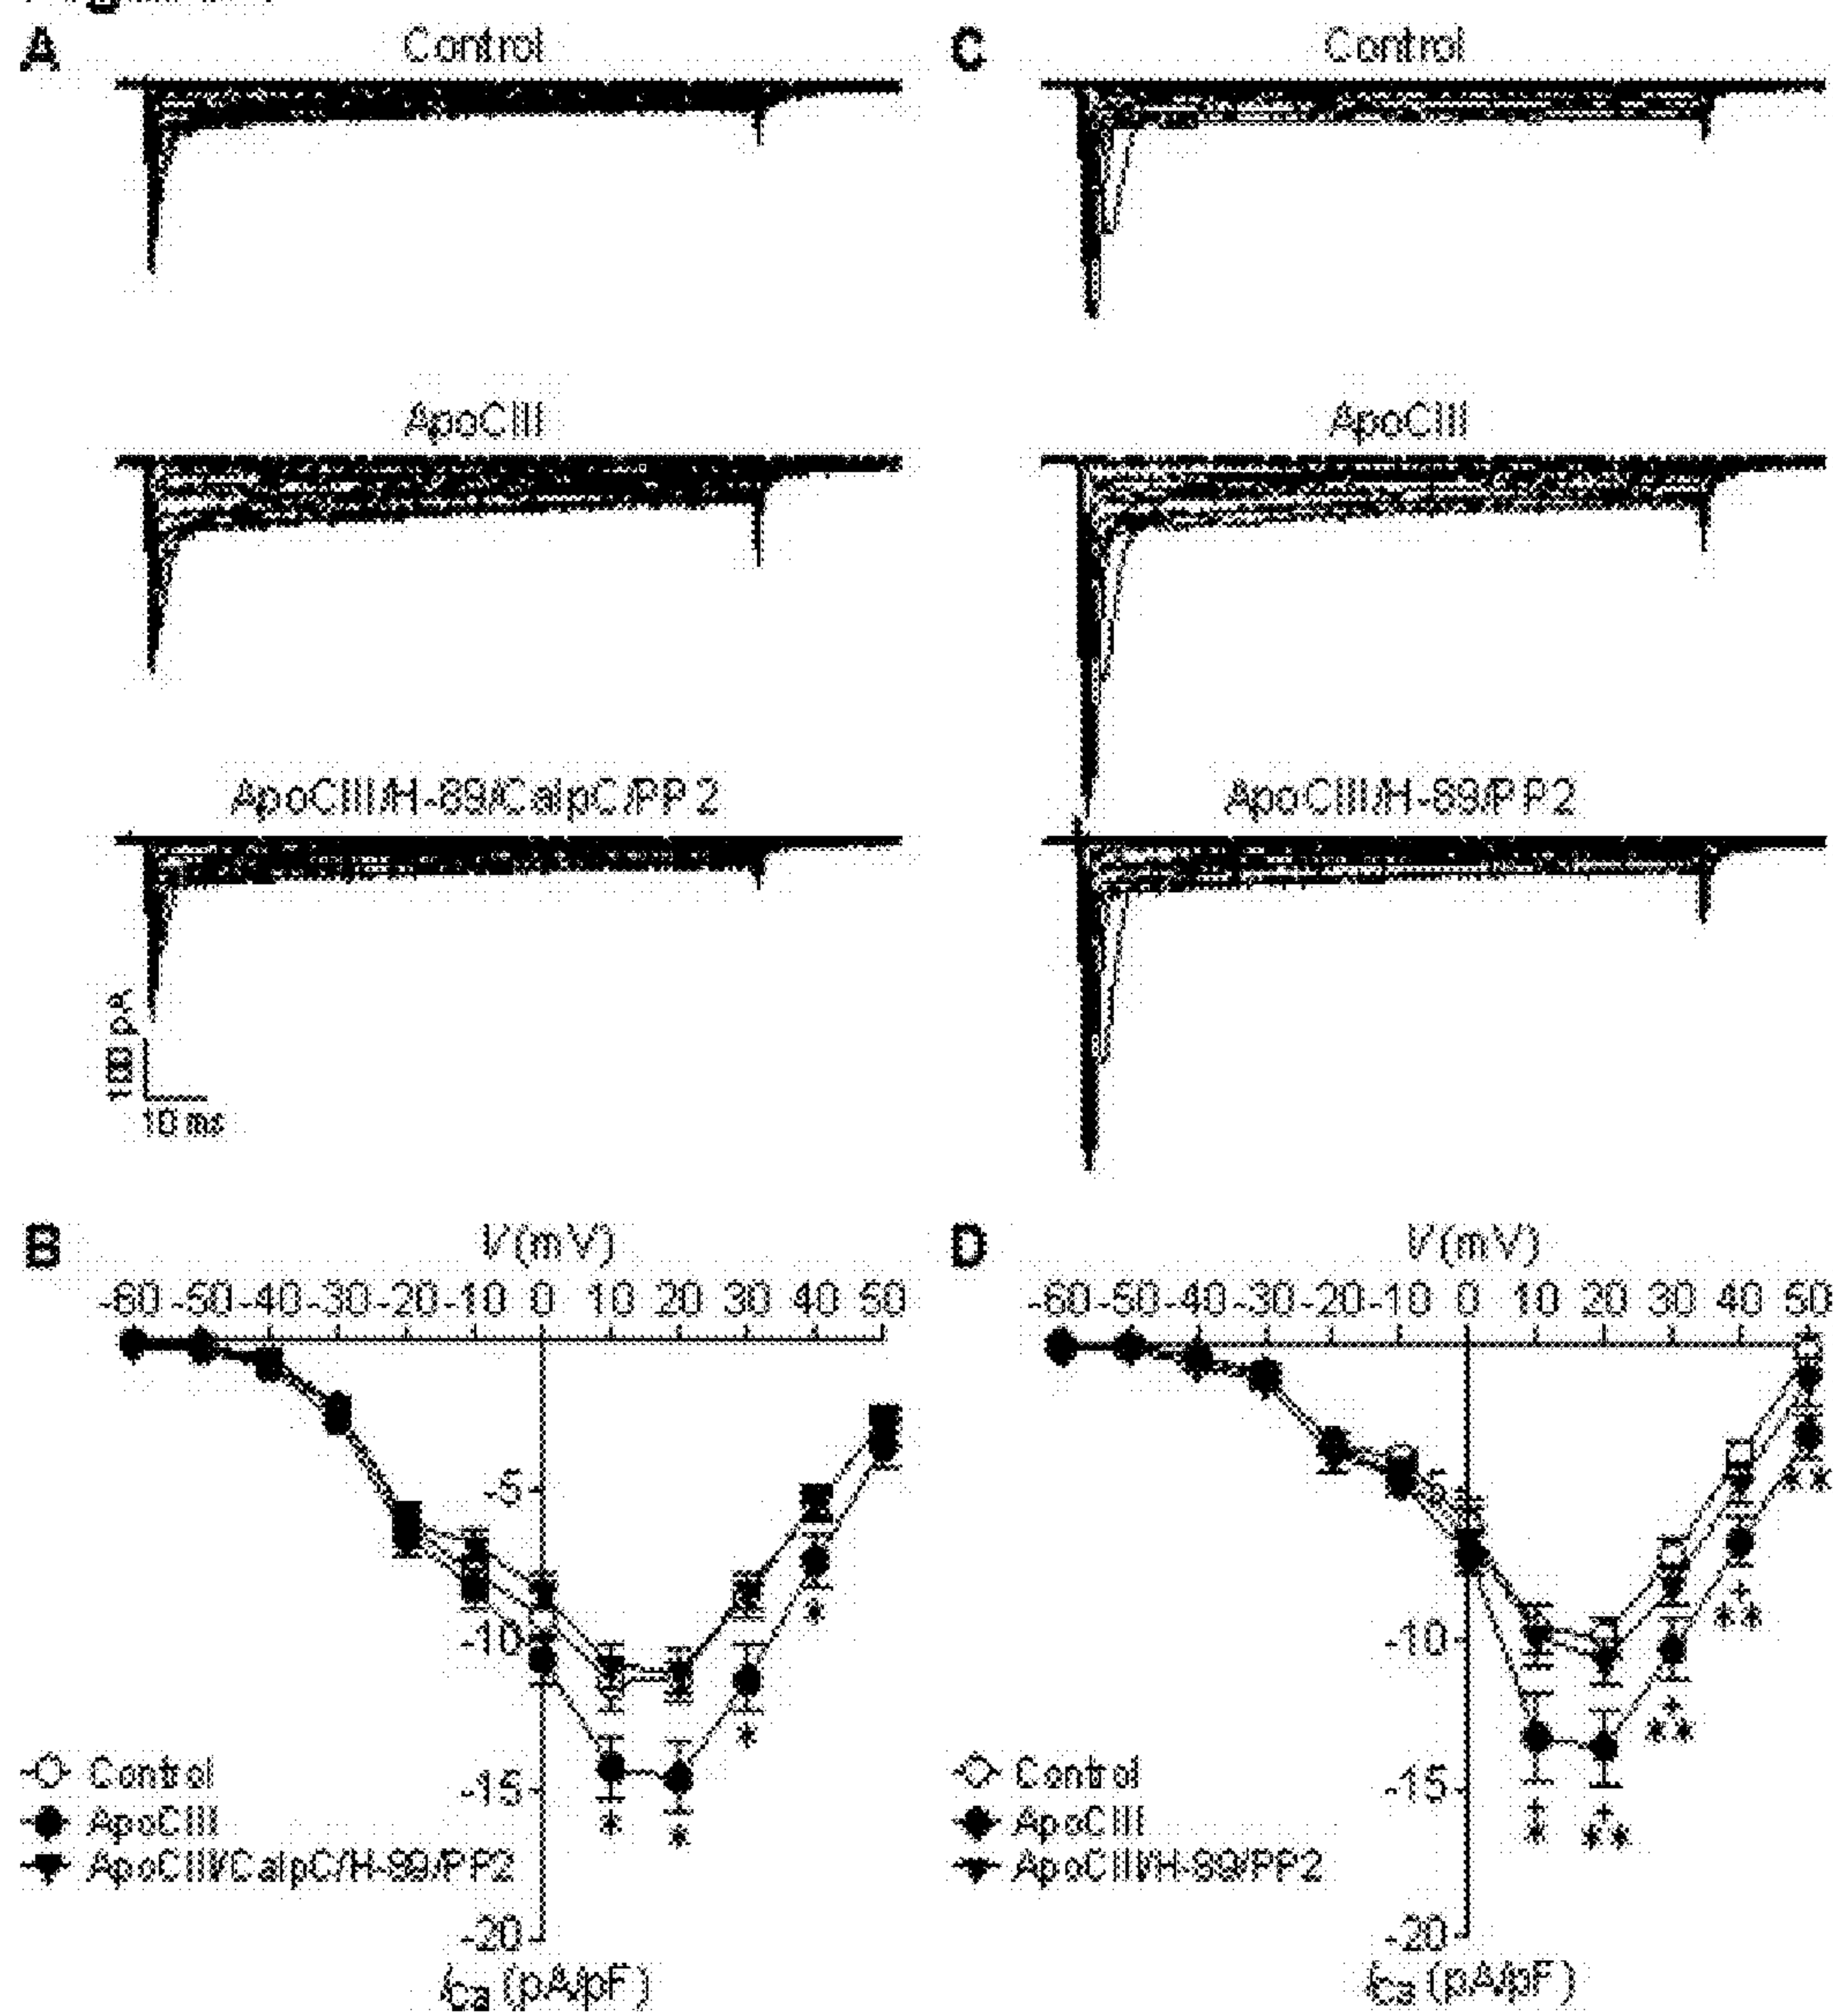 A
Control
ApoCIII
ApoCIII/H-89/CalpC/PP2
100 pA
10 ms
B
V (mV)
-60 -50 -40 -30 -20 -10 0 10 20 30 40 50
-5
-10
-15
-20
* * * *
Control
ApoCIII
ApoCIII/CalpC/H-89/PP2
ICa (pA/pF)
C
Control
ApoCIII
ApoCIII/H-89/PP2
D
V (mV)
-60 -50 -40 -30 -20 -10 0 10 20 30 40 50
-10
-15
-20
+ + + +
* ** ** ** **
Control
ApoCIII
ApoCIII/H-89/PP2
ICa (pA/pF)